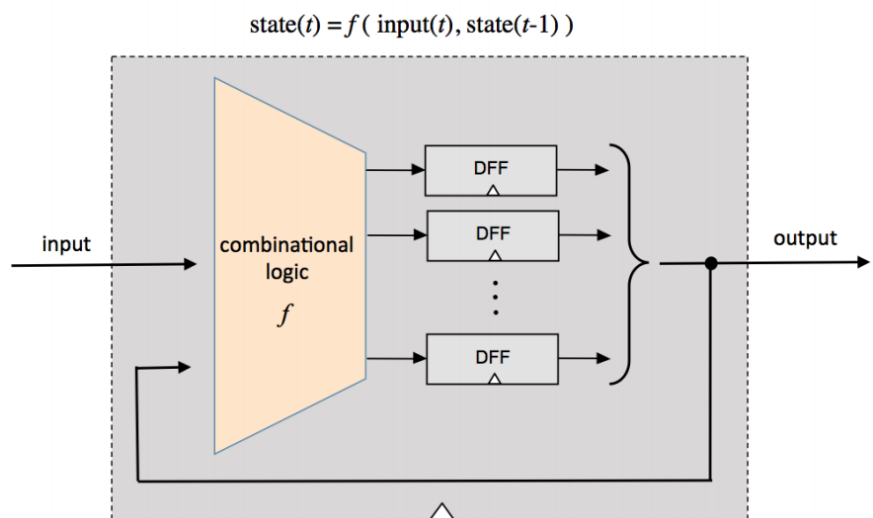 state(t) = f ( input(t), state(t-1) )
DFF
DFF
input
combinational
logic
f
output
DFF